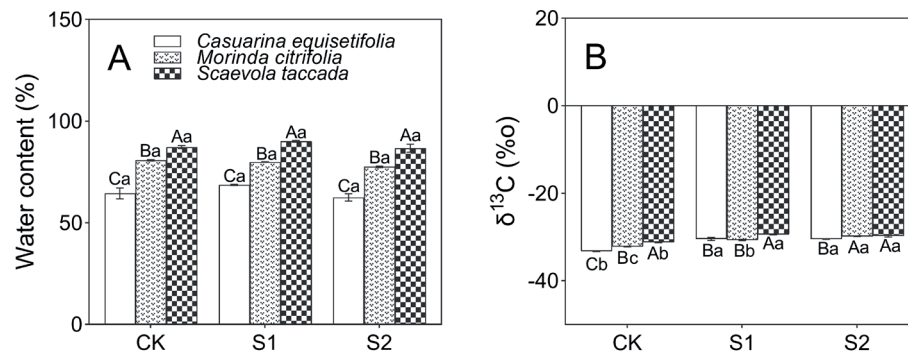 A
Casuarina equisetifolia
Morinda citrifolia
Scaevola taccada
Water content (%)
150
100
50
0
Ca Ba Aa
Ca Ba Aa
Ca Ba Aa
CK S1 S2
B
δ13C (%o)
20
0
-20
-40
Cb Bc Ab
Ba Bb Aa
Ba Aa Aa
CK S1 S2